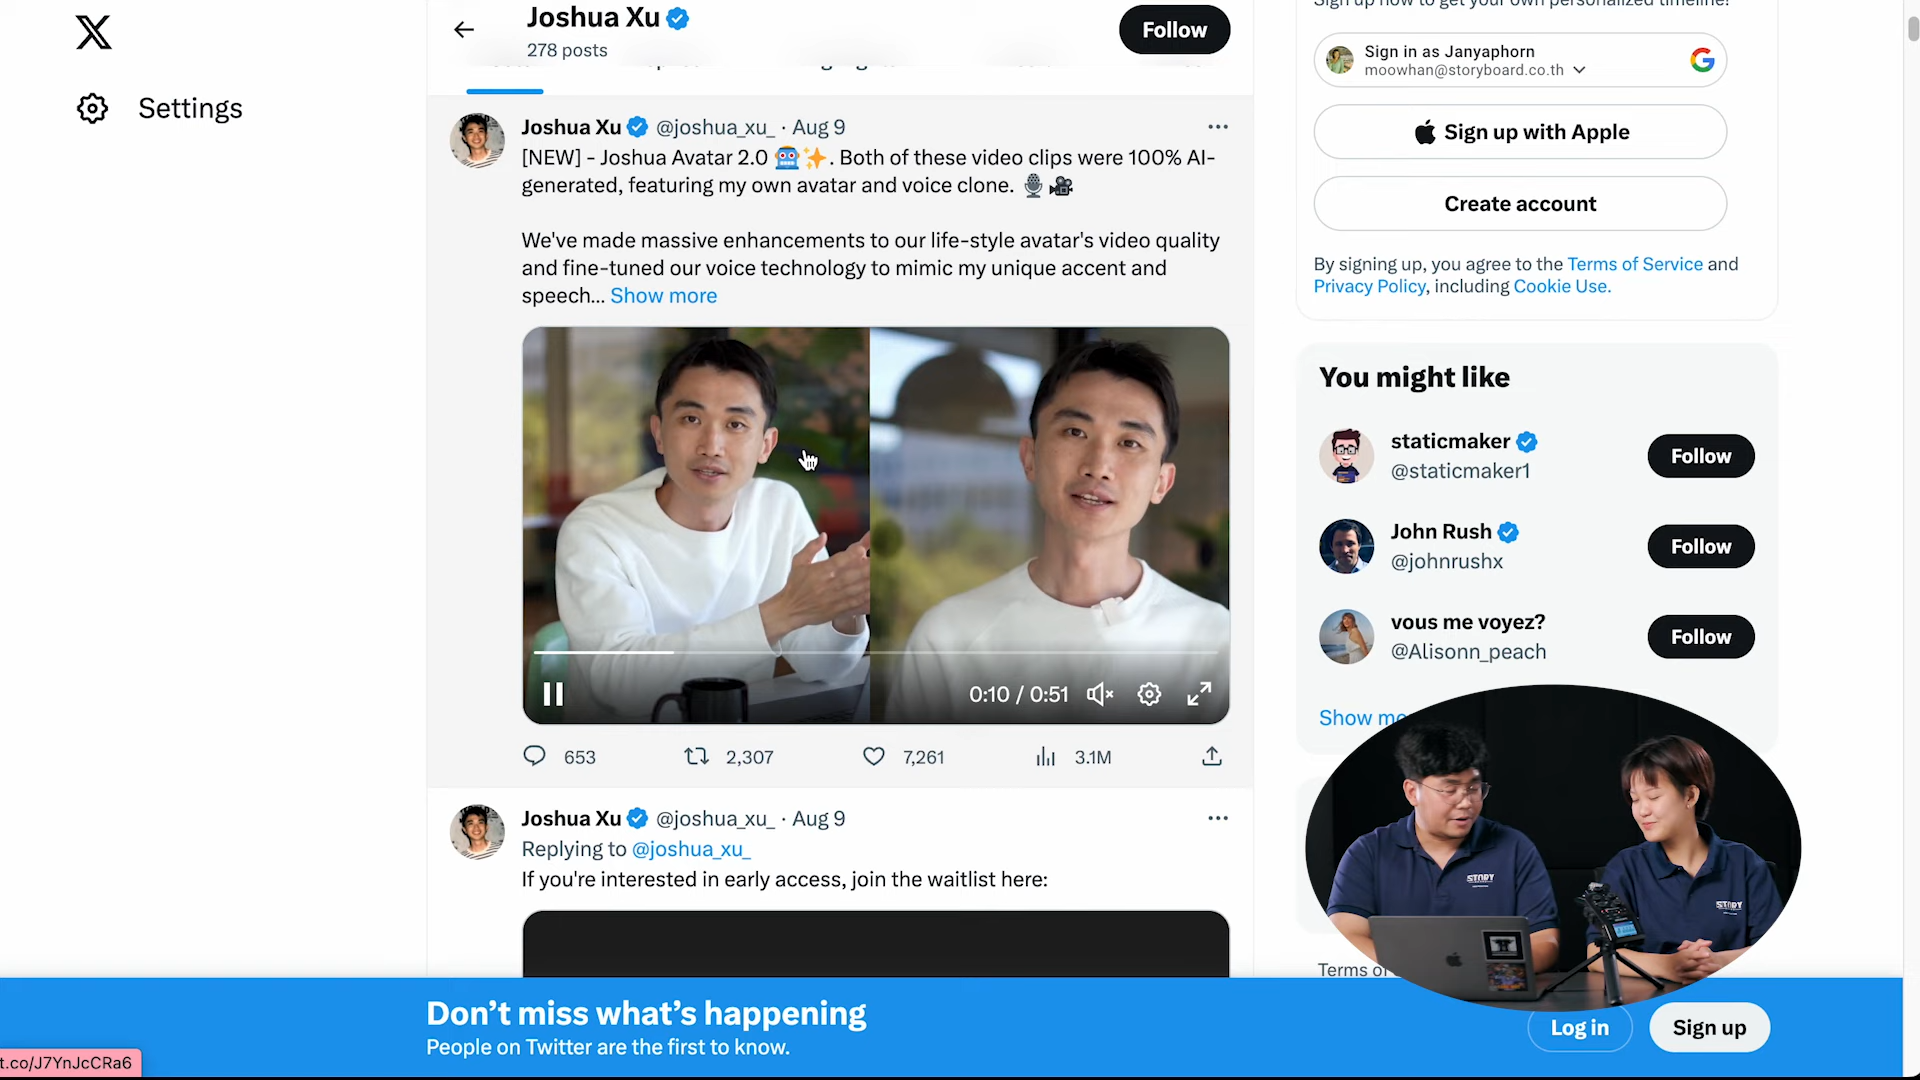 Settings
Joshua Xu
278 posts
Follow
Joshua Xu @joshua_xu_ · Aug 9
[NEW] - Joshua Avatar 2.0 🤖✨. Both of these video clips were 100% AI-
generated, featuring my own avatar and voice clone. 🎙️🎥
We've made massive enhancements to our life-style avatar's video quality
and fine-tuned our voice technology to mimic my unique accent and
speech... Show more
0:10 / 0:51
653
2,307
7,261
3.1M
Joshua Xu @joshua_xu_ · Aug 9
Replying to @joshua_xu_
If you're interested in early access, join the waitlist here:
Sign up now to get your own personalized timeline!
Sign in as Janyaphorn
moowhan@storyboard.co.th
Sign up with Apple
Create account
By signing up, you agree to the Terms of Service and
Privacy Policy, including Cookie Use.
You might like
staticmaker
@staticmaker1
Follow
John Rush
@johnrushx
Follow
vous me voyez?
@Alisonn_peach
Follow
Show
STORY
STORY
Terms
Don't miss what's happening
People on Twitter are the first to know.
Log in
Sign up
t.co/J7YnJcCRa6